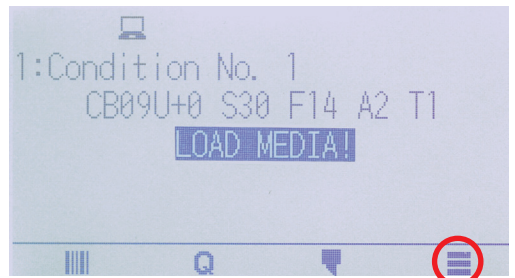 1:Condition No. 1
CB09U+0 S30 F14 A2 T1
LOAD MEDIA!
Q